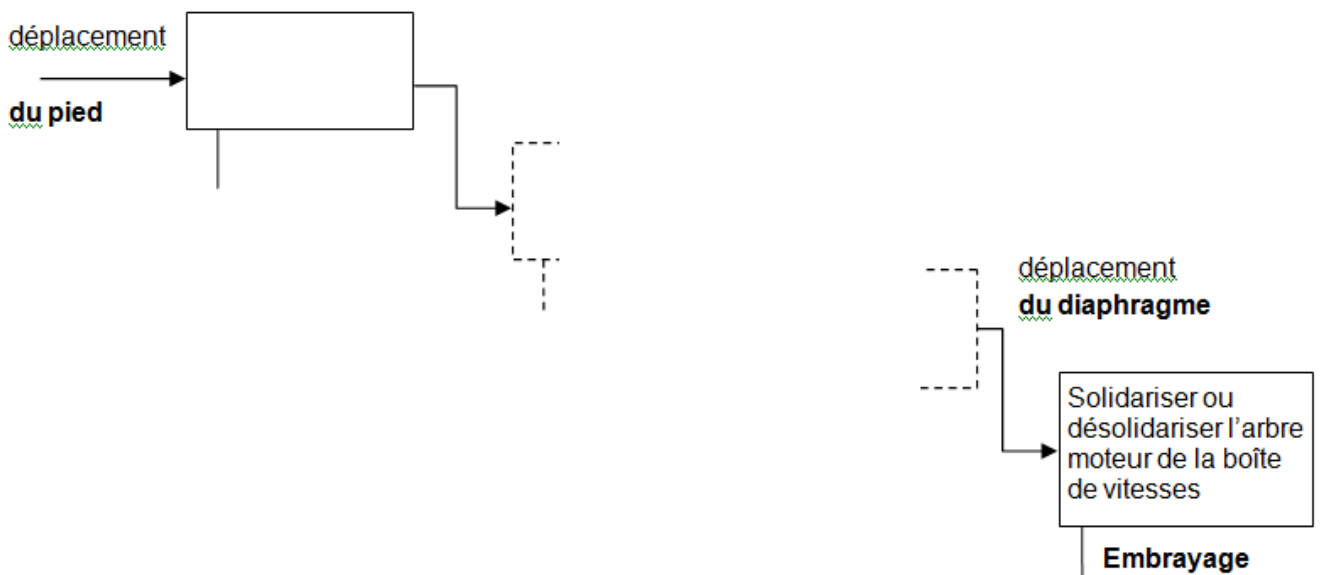 déplacement
du pied
déplacement
du diaphragme
Solidariser ou
désolidariser l’arbre
moteur de la boîte
de vitesses
Embrayage